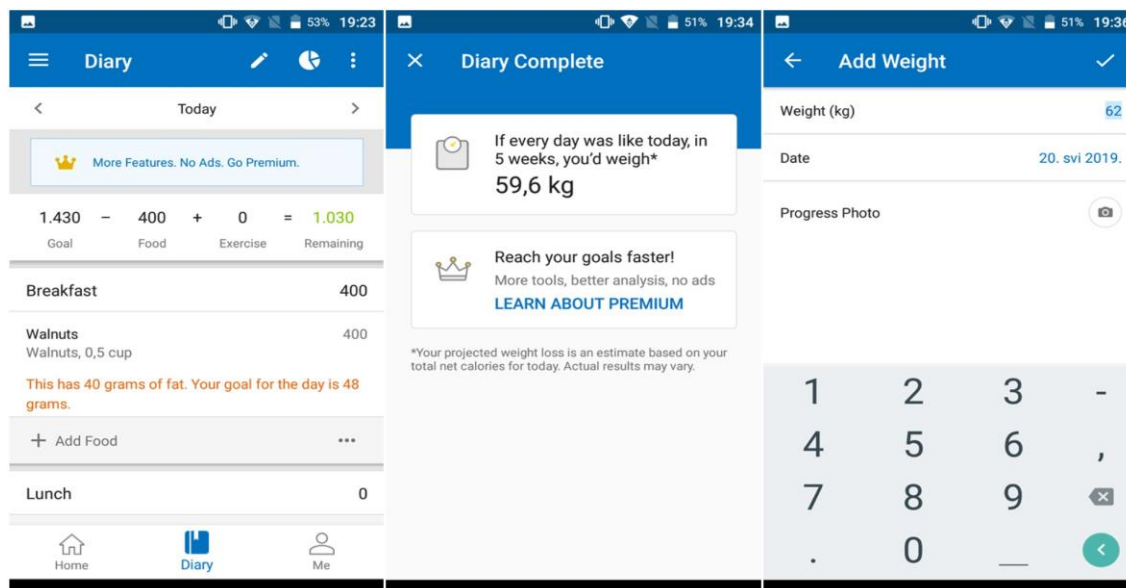 53% 19:23
Diary
Today
More Features. No Ads. Go Premium.
1.430 – 400 + 0 = 1.030
Goal Food Exercise Remaining
Breakfast 400
Walnuts 400
Walnuts, 0,5 cup
This has 40 grams of fat. Your goal for the day is 48
grams.
+ Add Food
Lunch 0
Home Diary Me
51% 19:34
Diary Complete
If every day was like today, in
5 weeks, you'd weigh*
59,6 kg
Reach your goals faster!
More tools, better analysis, no ads
LEARN ABOUT PREMIUM
*Your projected weight loss is an estimate based on your
total net calories for today. Actual results may vary.
51% 19:36
Add Weight
Weight (kg) 62
Date 20. svi 2019.
Progress Photo
1 2 3 -
4 5 6 ,
7 8 9
. 0 _